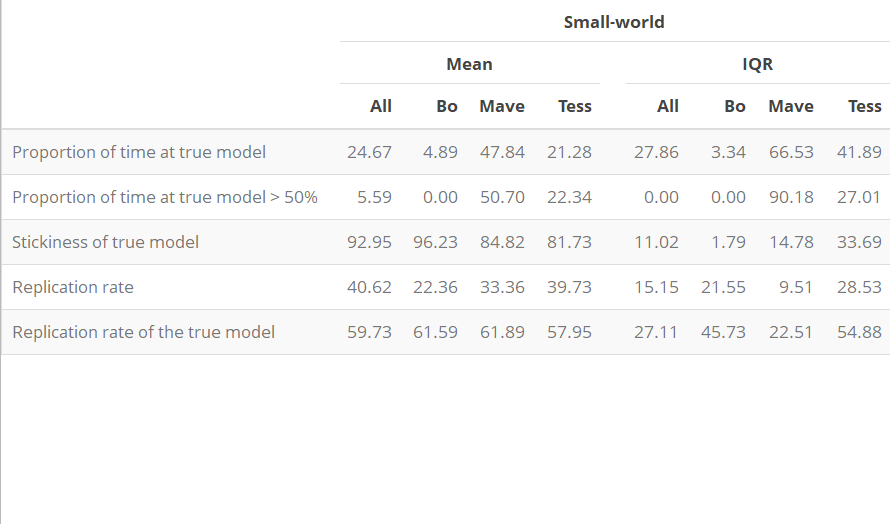 Small-world
Mean IQR
All Bo Mave Tess All Bo Mave Tess
Proportion of time at true model 24.67 4.89 47.84 21.28 27.86 3.34 66.53 41.89
Proportion of time at true model > 50% 5.59 0.00 50.70 22.34 0.00 0.00 90.18 27.01
Stickiness of true model 92.95 96.23 84.82 81.73 11.02 1.79 14.78 33.69
Replication rate 40.62 22.36 33.36 39.73 15.15 21.55 9.51 28.53
Replication rate of the true model 59.73 61.59 61.89 57.95 27.11 45.73 22.51 54.88